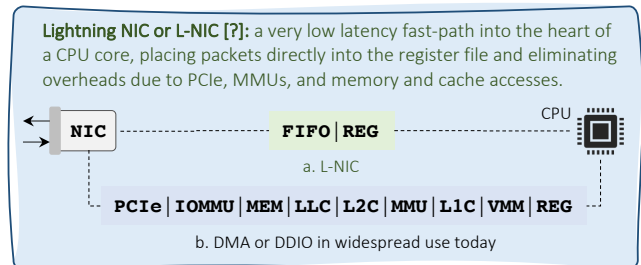 Lightning NIC or L-NIC [?]: a very low latency fast-path into the heart of
a CPU core, placing packets directly into the register file and eliminating
overheads due to PCIe, MMUs, and memory and cache accesses.
CPU
NIC
FIFO|REG
a. L-NIC
PCIe|IOMMU|MEM|LLC|L2C|MMU|L1C|VMM|REG
b. DMA or DDIO in widespread use today